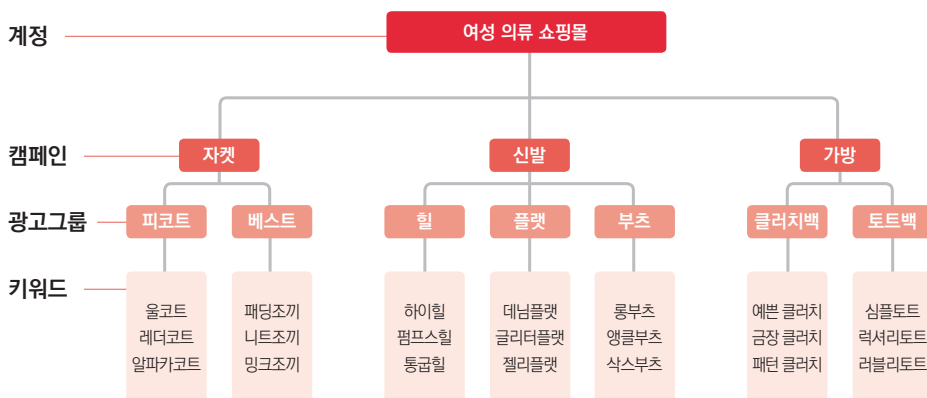 계정
여성 의류 쇼핑몰
캠페인
자켓
신발
가방
광고그룹
피코트
베스트
힐
플랫
부츠
클러치백
토트백
키워드
울코트
레더코트
알파카코트
패딩조끼
니트조끼
밍크조끼
하이힐
펌프스힐
통굽힐
데님플랫
글리터플랫
젤리플랫
롱부츠
앵클부츠
삭스부츠
예쁜 클러치
금장 클러치
패턴 클러치
심플토트
럭셔리토트
러블리토트